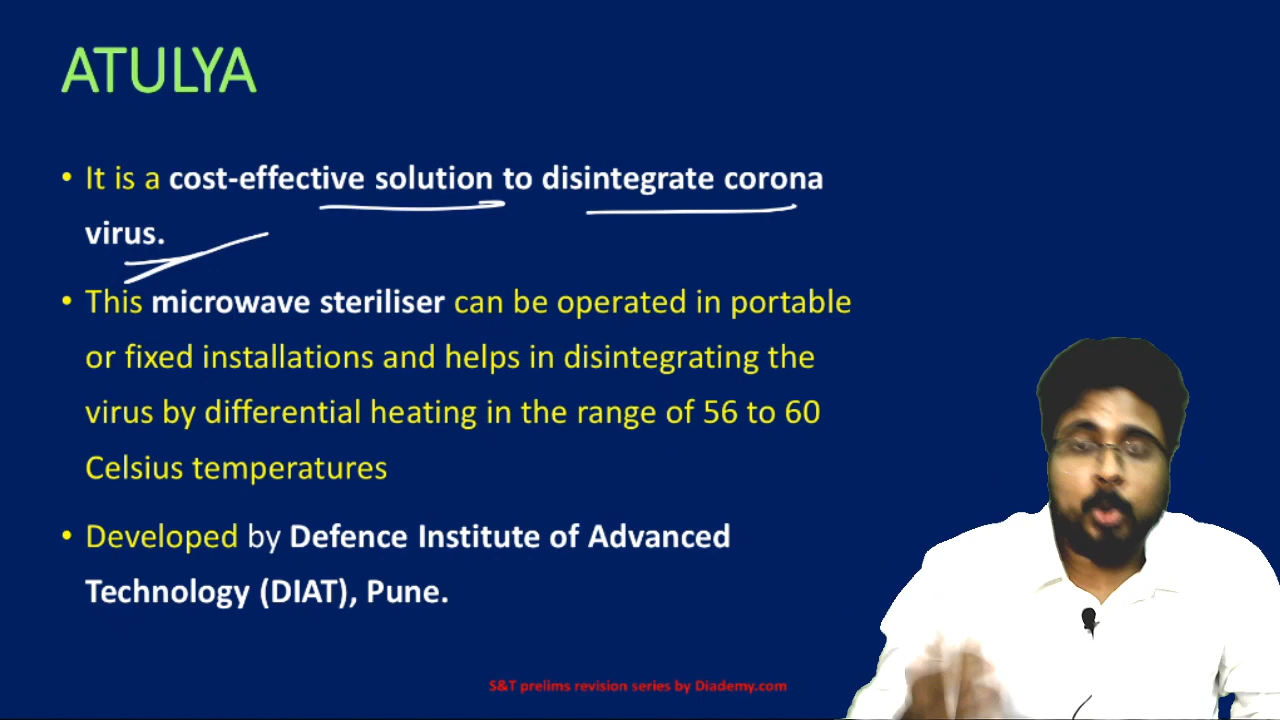 ATULYA
• It is a cost-effective solution to disintegrate corona
virus.
• This microwave steriliser can be operated in portable
or fixed installations and helps in disintegrating the
virus by differential heating in the range of 56 to 60
Celsius temperatures
• Developed by Defence Institute of Advanced
Technology (DIAT), Pune.
S&T prelims revision series by Diademy.com